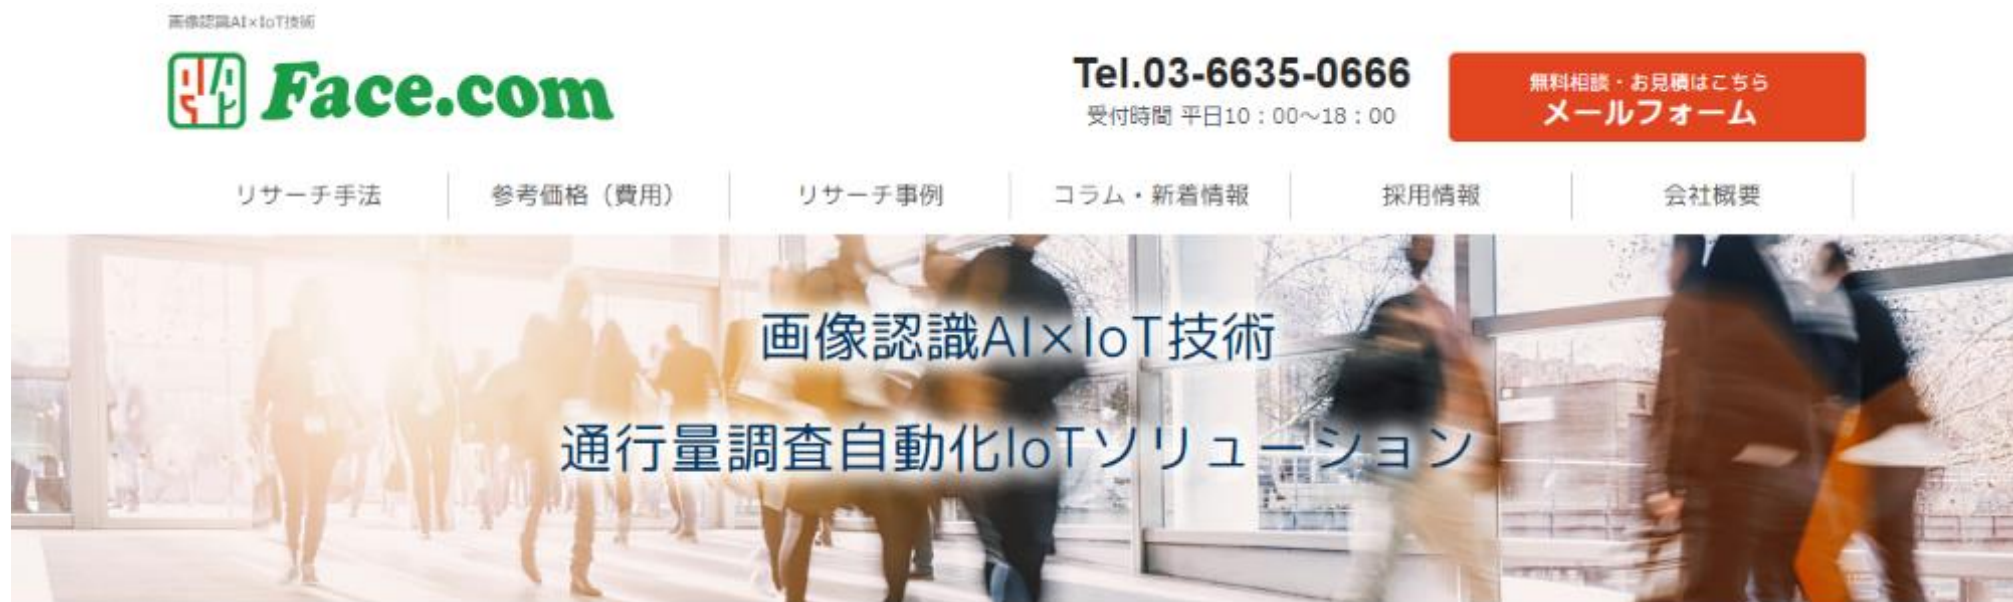 画像認識AI×IoT技術
Face.com
Tel.03-6635-0666
受付時間 平日10:00～18:00
無料相談・お見積はこちら
メールフォーム
リサーチ手法
参考価格（費用）
リサーチ事例
コラム・新着情報
採用情報
会社概要
画像認識AI×IoT技術
通行量調査自動化IoTソリューション